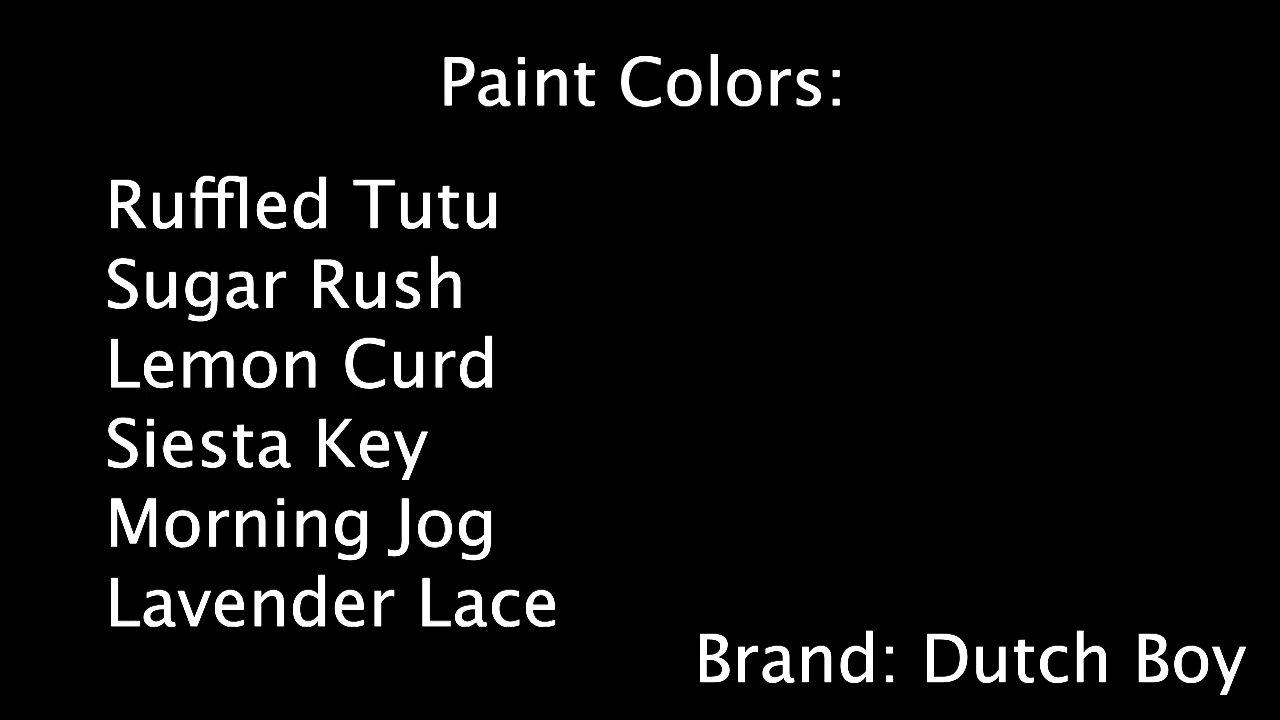 Paint Colors:
Ruffled Tutu
Sugar Rush
Lemon Curd
Siesta Key
Morning Jog
Lavender Lace
Brand: Dutch Boy